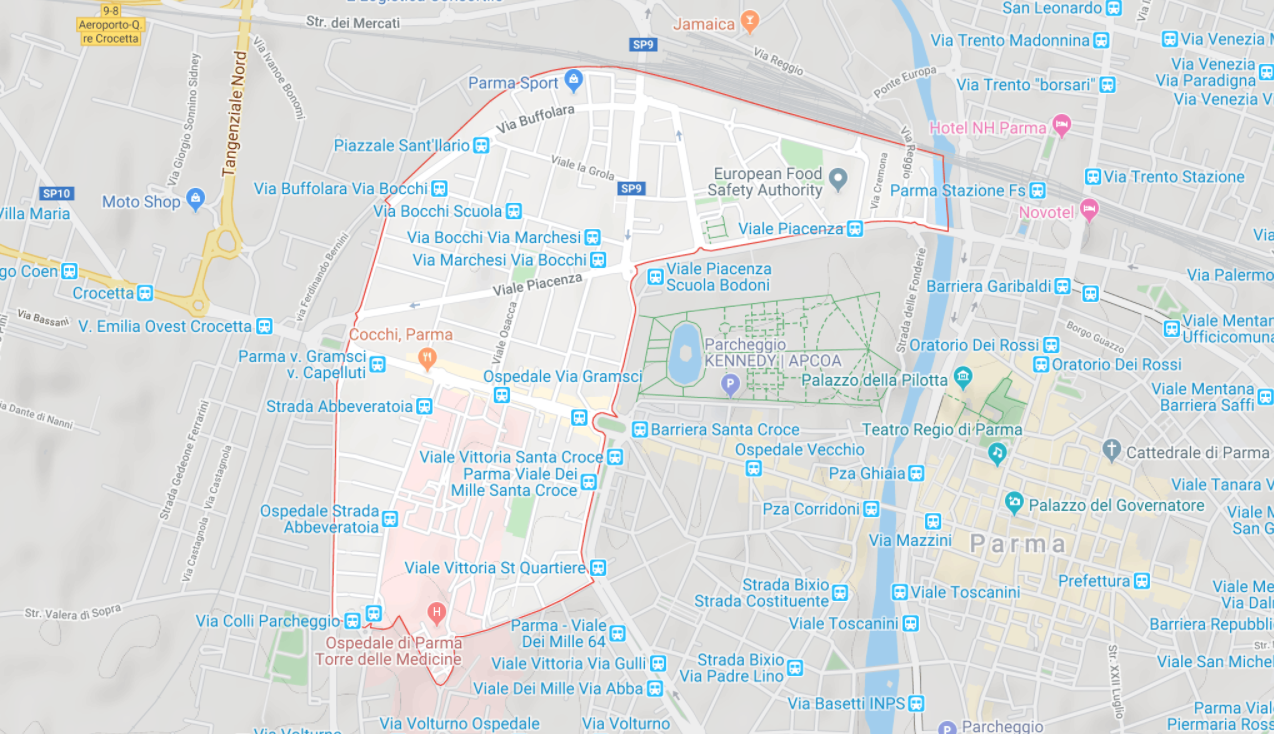 9-8
Aeroporto-Q.
re Crocetta
Str. dei Mercati
SP9
Jamaica
Via Reggio
San Leonardo
Via Trento Madonnina
Via Venezia M
Via Venezia
Via Paradigna
Via Venezia V
Via Trento "borsari"
Ponte Europa
Tangenziale Nord
Via Ivanoe Bonomi
Via Giorgio Sonnino Sidney
Parma Sport
Via Buffolara
Piazzale Sant'Ilario
Viale la Grola
Hotel NH Parma
Via Reggio
Via Cremona
European Food
Safety Authority
Parma Stazione Fs
Via Trento Stazione
SP10
Moto Shop
Villa Maria
Via Buffolara Via Bocchi
SP9
Via Bocchi Scuola
Novotel
Via Bocchi Via Marchesi
Viale Piacenza
Via Marchesi Via Bocchi
Via Ferdinando Bernini
go Coen
Crocetta
Viale Piacenza
Viale Piacenza
Scuola Bodoni
Strada delle Fonderie
Barriera Garibaldi
Via Palermo
Via Bassani
V. Emilia Ovest Crocetta
Cocchi, Parma
Viale Osacca
Borgo Guazzo
Viale Mentan
Ufficicomuna
Parma v. Gramsci
v. Capelluti
Parcheggio
KENNEDY | APCOA
Oratorio Dei Rossi
Oratorio Dei Rossi
Ospedale Via Gramsci
Palazzo della Pilotta
Viale Mentana
Barriera Saffi
Via Dante di Nanni
Strada Abbeveratoia
Barriera Santa Croce
Teatro Regio di Parma
Strada Gedeone Ferrarini
Via Castagnola
Via Castagnola
Viale Vittoria Santa Croce
Ospedale Vecchio
Cattedrale di Parma
Parma Viale Dei
Mille Santa Croce
Pza Ghiaia
Viale Tanara V
Ospedale Strada
Abbeveratoia
Pza Corridoni
Palazzo del Governatore
Viale M
San G
Via Mazzini
Parma
Viale Vittoria St Quartiere
Strada Bixio
Strada Costituente
Viale Toscanini
Prefettura
Viale Me
Via Dal
Str. Valera di Sopra
Via Colli Parcheggio
Parma - Viale
Dei Mille 64
Viale Toscanini
Barriera Repubbli
Ospedale di Parma
Torre delle Medicine
Viale Vittoria Via Gulli
Strada Bixio
Via Padre Lino
Str. XXII Luglio
Viale San Michel
Viale Dei Mille Via Abba
Via Basetti INPS
Via Volturno Ospedale
Via Volturno
Parcheggio
Parma Vial
Piermaria Ross